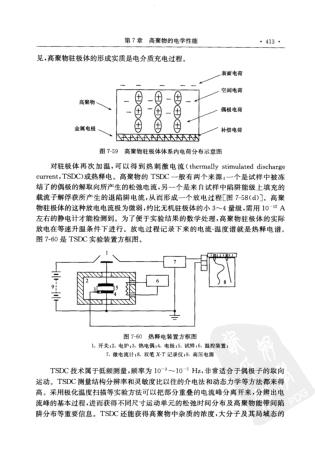 第7章 高聚物的电学性能 ·413·
见,高聚物驻极体的形成实质是电介质充电过程。
表面电荷
空间电荷
高聚物
偶极电荷
金属电极
补偿电荷
图 7-59 高聚物驻极体体系内电荷分布示意图
对驻极体再次加温,可以得到热刺激电流(thermally stimulated discharge
current,TSDC)或热释电。高聚物的 TSDC 一般有两个来源:一个是试样中被冻
结了的偶极的解取向所产生的松弛电流,另一个是来自试样中陷阱能级上填充的
载流子解俘获所产生的退陷阱电流,从而形成一个放电过程[图 7-58(d)]。高聚
物驻极体的这种放电电流极为微弱,约比无机驻极体的小 3~4 量级,需用 10⁻¹² A
左右的静电计才能检测到。为了便于实验结果的数学处理,高聚物驻极体的实际
放电在等速升温条件下进行。放电过程记录下来的电流-温度谱就是热释电谱。
图 7-60 是 TSDC 实验装置方框图。
1
2
3
4
5
6
7
8
9
图 7-60 热释电装置方框图
1. 开关;2. 电炉;3. 热电偶;4. 电极;5. 试样;6. 温控装置;
7. 微电流计;8. 双笔 X-T 记录仪;9. 高压电源
TSDC 技术属于低频测量,频率为 10⁻³~10⁻¹ Hz,非常适合于偶极子的取向
运动。TSDC 测量结构分辨率和灵敏度比以往的介电法和动态力学等方法都来得
高。采用极化温度扫描等实验方法可以把部分重叠的电流峰分离开来,分辨出电
流峰的基本过程,进而获得不同尺寸运动单元的松弛时间分布及高聚物能带间陷
阱分布等重要信息。TSDC 还能获得高聚物中杂质的浓度,大分子及其局域态的